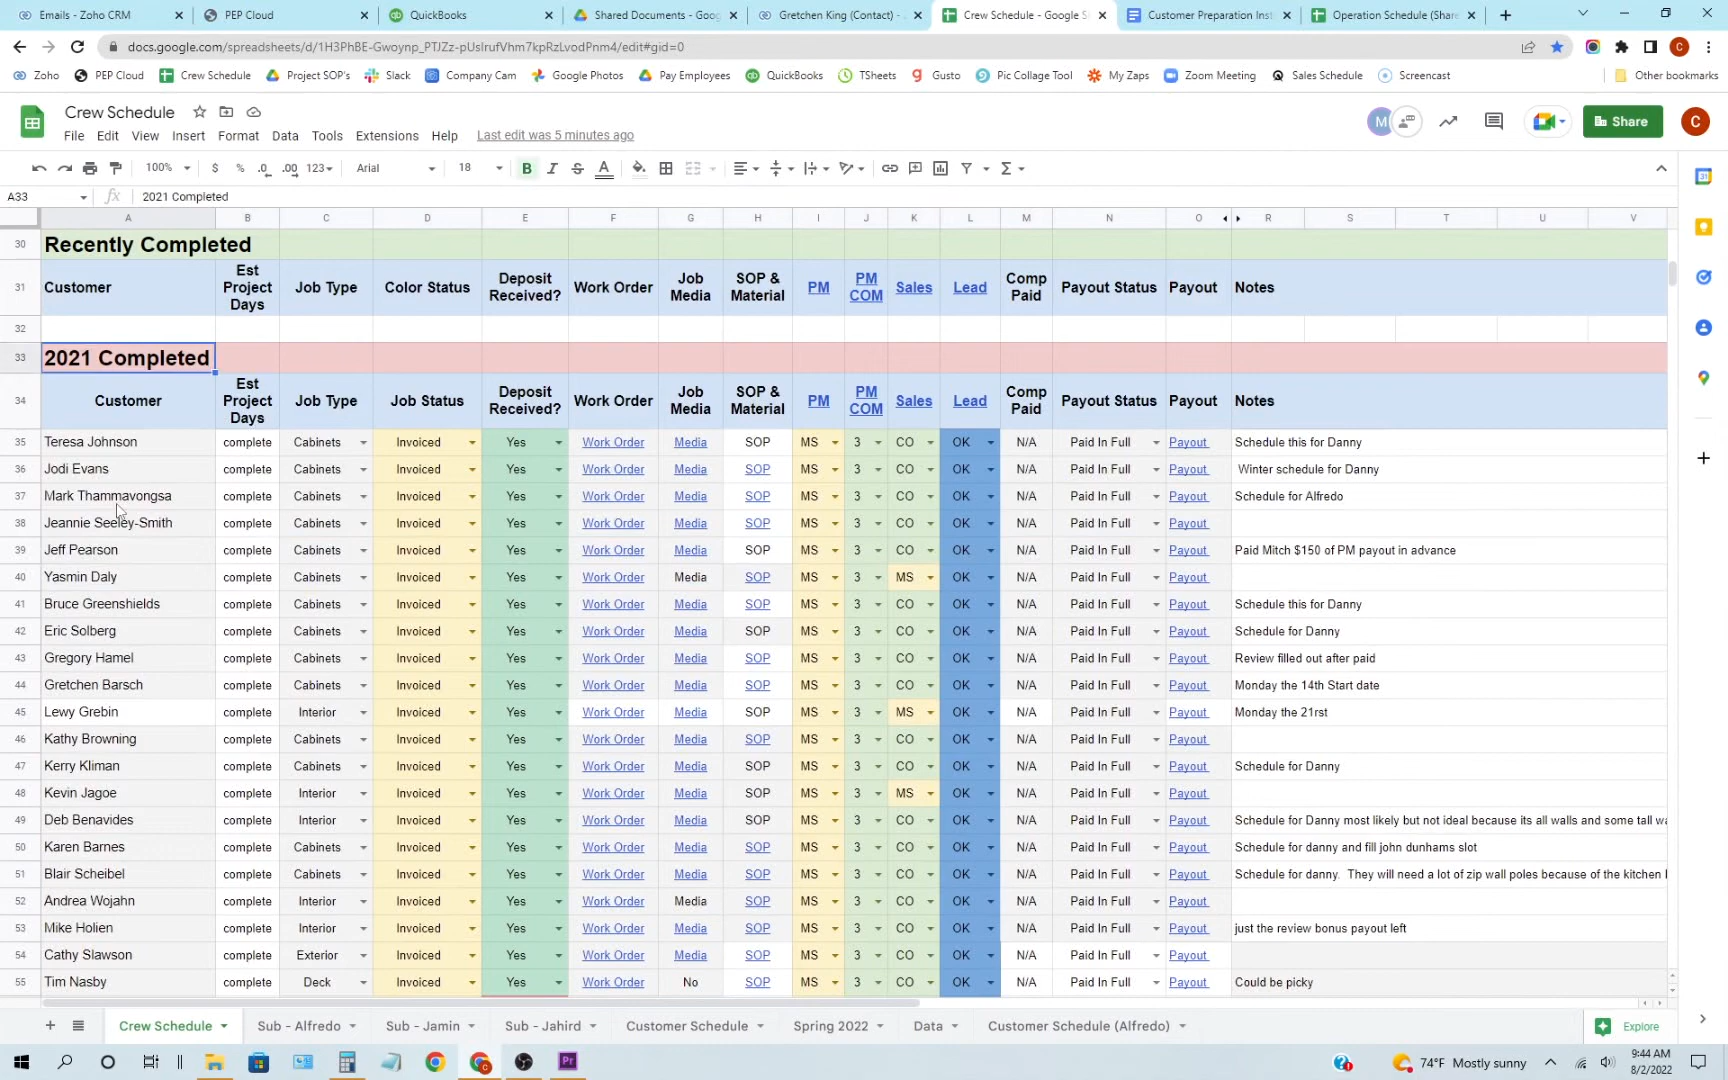 Emails - Zoho CRM
PEP Cloud
QuickBooks
Shared Documents - Goog
Gretchen King (Contact) -
Crew Schedule - Google S
Customer Preparation Inst
Operation Schedule (Share
docs.google.com/spreadsheets/d/1H3PhBE-Gwoynp_PTJZz-pUslrufVhm7kpRzLvodPnm4/edit#gid=0
Zoho PEP Cloud Crew Schedule Project SOP's Slack Company Cam Google Photos Pay Employees QuickBooks TSheets Gusto Pic Collage Tool My Zaps Zoom Meeting Sales Schedule Screencast Other bookmarks
Crew Schedule
File Edit View Insert Format Data Tools Extensions Help Last edit was 5 minutes ago
M
Share
C
100% $ % .0 .00 123 Arial 18 B I S A
A33 fx 2021 Completed
A B C D E F G H I J K L M N O R S T U V
30 Recently Completed
31 Customer Est Project Days Job Type Color Status Deposit Received? Work Order Job Media SOP & Material PM PM COM Sales Lead Comp Paid Payout Status Payout Notes
32
33 2021 Completed
34 Customer Est Project Days Job Type Job Status Deposit Received? Work Order Job Media SOP & Material PM PM COM Sales Lead Comp Paid Payout Status Payout Notes
35 Teresa Johnson complete Cabinets Invoiced Yes Work Order Media SOP MS 3 CO OK N/A Paid In Full Payout Schedule this for Danny
36 Jodi Evans complete Cabinets Invoiced Yes Work Order Media SOP MS 3 CO OK N/A Paid In Full Payout Winter schedule for Danny
37 Mark Thammavongsa complete Cabinets Invoiced Yes Work Order Media SOP MS 3 CO OK N/A Paid In Full Payout Schedule for Alfredo
38 Jeannie Seeley-Smith complete Cabinets Invoiced Yes Work Order Media SOP MS 3 CO OK N/A Paid In Full Payout
39 Jeff Pearson complete Cabinets Invoiced Yes Work Order Media SOP MS 3 CO OK N/A Paid In Full Payout Paid Mitch $150 of PM payout in advance
40 Yasmin Daly complete Cabinets Invoiced Yes Work Order Media SOP MS 3 MS OK N/A Paid In Full Payout
41 Bruce Greenshields complete Cabinets Invoiced Yes Work Order Media SOP MS 3 CO OK N/A Paid In Full Payout Schedule this for Danny
42 Eric Solberg complete Cabinets Invoiced Yes Work Order Media SOP MS 3 CO OK N/A Paid In Full Payout Schedule for Danny
43 Gregory Hamel complete Cabinets Invoiced Yes Work Order Media SOP MS 3 CO OK N/A Paid In Full Payout Review filled out after paid
44 Gretchen Barsch complete Cabinets Invoiced Yes Work Order Media SOP MS 3 CO OK N/A Paid In Full Payout Monday the 14th Start date
45 Lewy Grebin complete Interior Invoiced Yes Work Order Media SOP MS 3 MS OK N/A Paid In Full Payout Monday the 21rst
46 Kathy Browning complete Cabinets Invoiced Yes Work Order Media SOP MS 3 CO OK N/A Paid In Full Payout
47 Kerry Kliman complete Cabinets Invoiced Yes Work Order Media SOP MS 3 CO OK N/A Paid In Full Payout Schedule for Danny
48 Kevin Jagoe complete Interior Invoiced Yes Work Order Media SOP MS 3 MS OK N/A Paid In Full Payout
49 Deb Benavides complete Interior Invoiced Yes Work Order Media SOP MS 3 CO OK N/A Paid In Full Payout Schedule for Danny most likely but not ideal because its all walls and some tall wa
50 Karen Barnes complete Cabinets Invoiced Yes Work Order Media SOP MS 3 CO OK N/A Paid In Full Payout Schedule for danny and fill john dunhams slot
51 Blair Scheibel complete Cabinets Invoiced Yes Work Order Media SOP MS 3 CO OK N/A Paid In Full Payout Schedule for danny. They will need a lot of zip wall poles because of the kitchen
52 Andrea Wojahn complete Interior Invoiced Yes Work Order Media SOP MS 3 CO OK N/A Paid In Full Payout
53 Mike Holien complete Interior Invoiced Yes Work Order Media SOP MS 3 CO OK N/A Paid In Full Payout just the review bonus payout left
54 Cathy Slawson complete Exterior Invoiced Yes Work Order Media SOP MS 3 CO OK N/A Paid In Full Payout
55 Tim Nasby complete Deck Invoiced Yes Work Order No SOP MS 3 CO OK N/A Paid In Full Payout Could be picky
Crew Schedule Sub - Alfredo Sub - Jamin Sub - Jahird Customer Schedule Spring 2022 Data Customer Schedule (Alfredo) Explore
74°F Mostly sunny
9:44 AM
8/2/2022